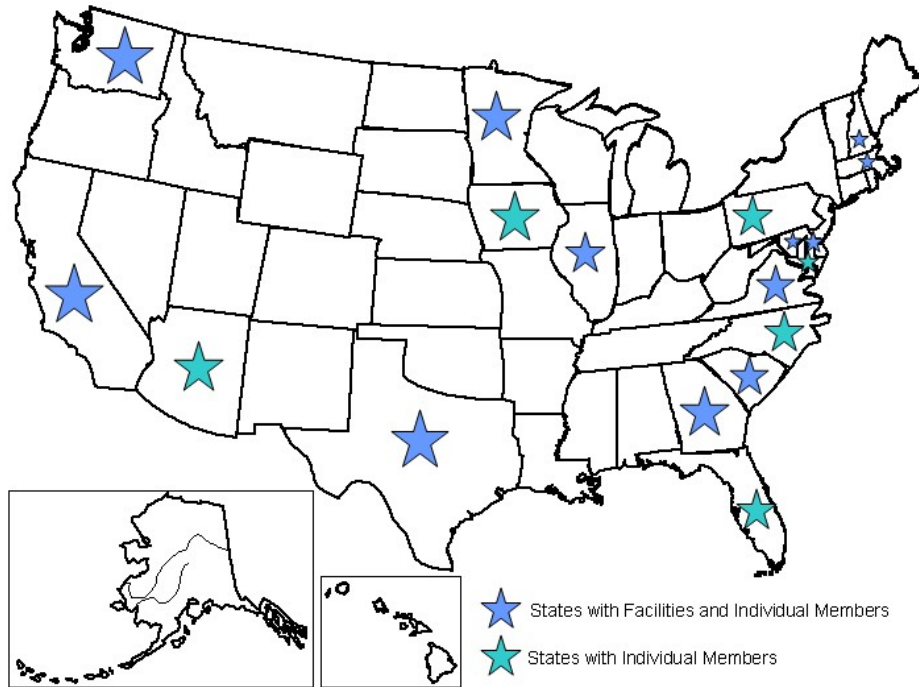 States with Facilities and Individual Members
States with Individual Members